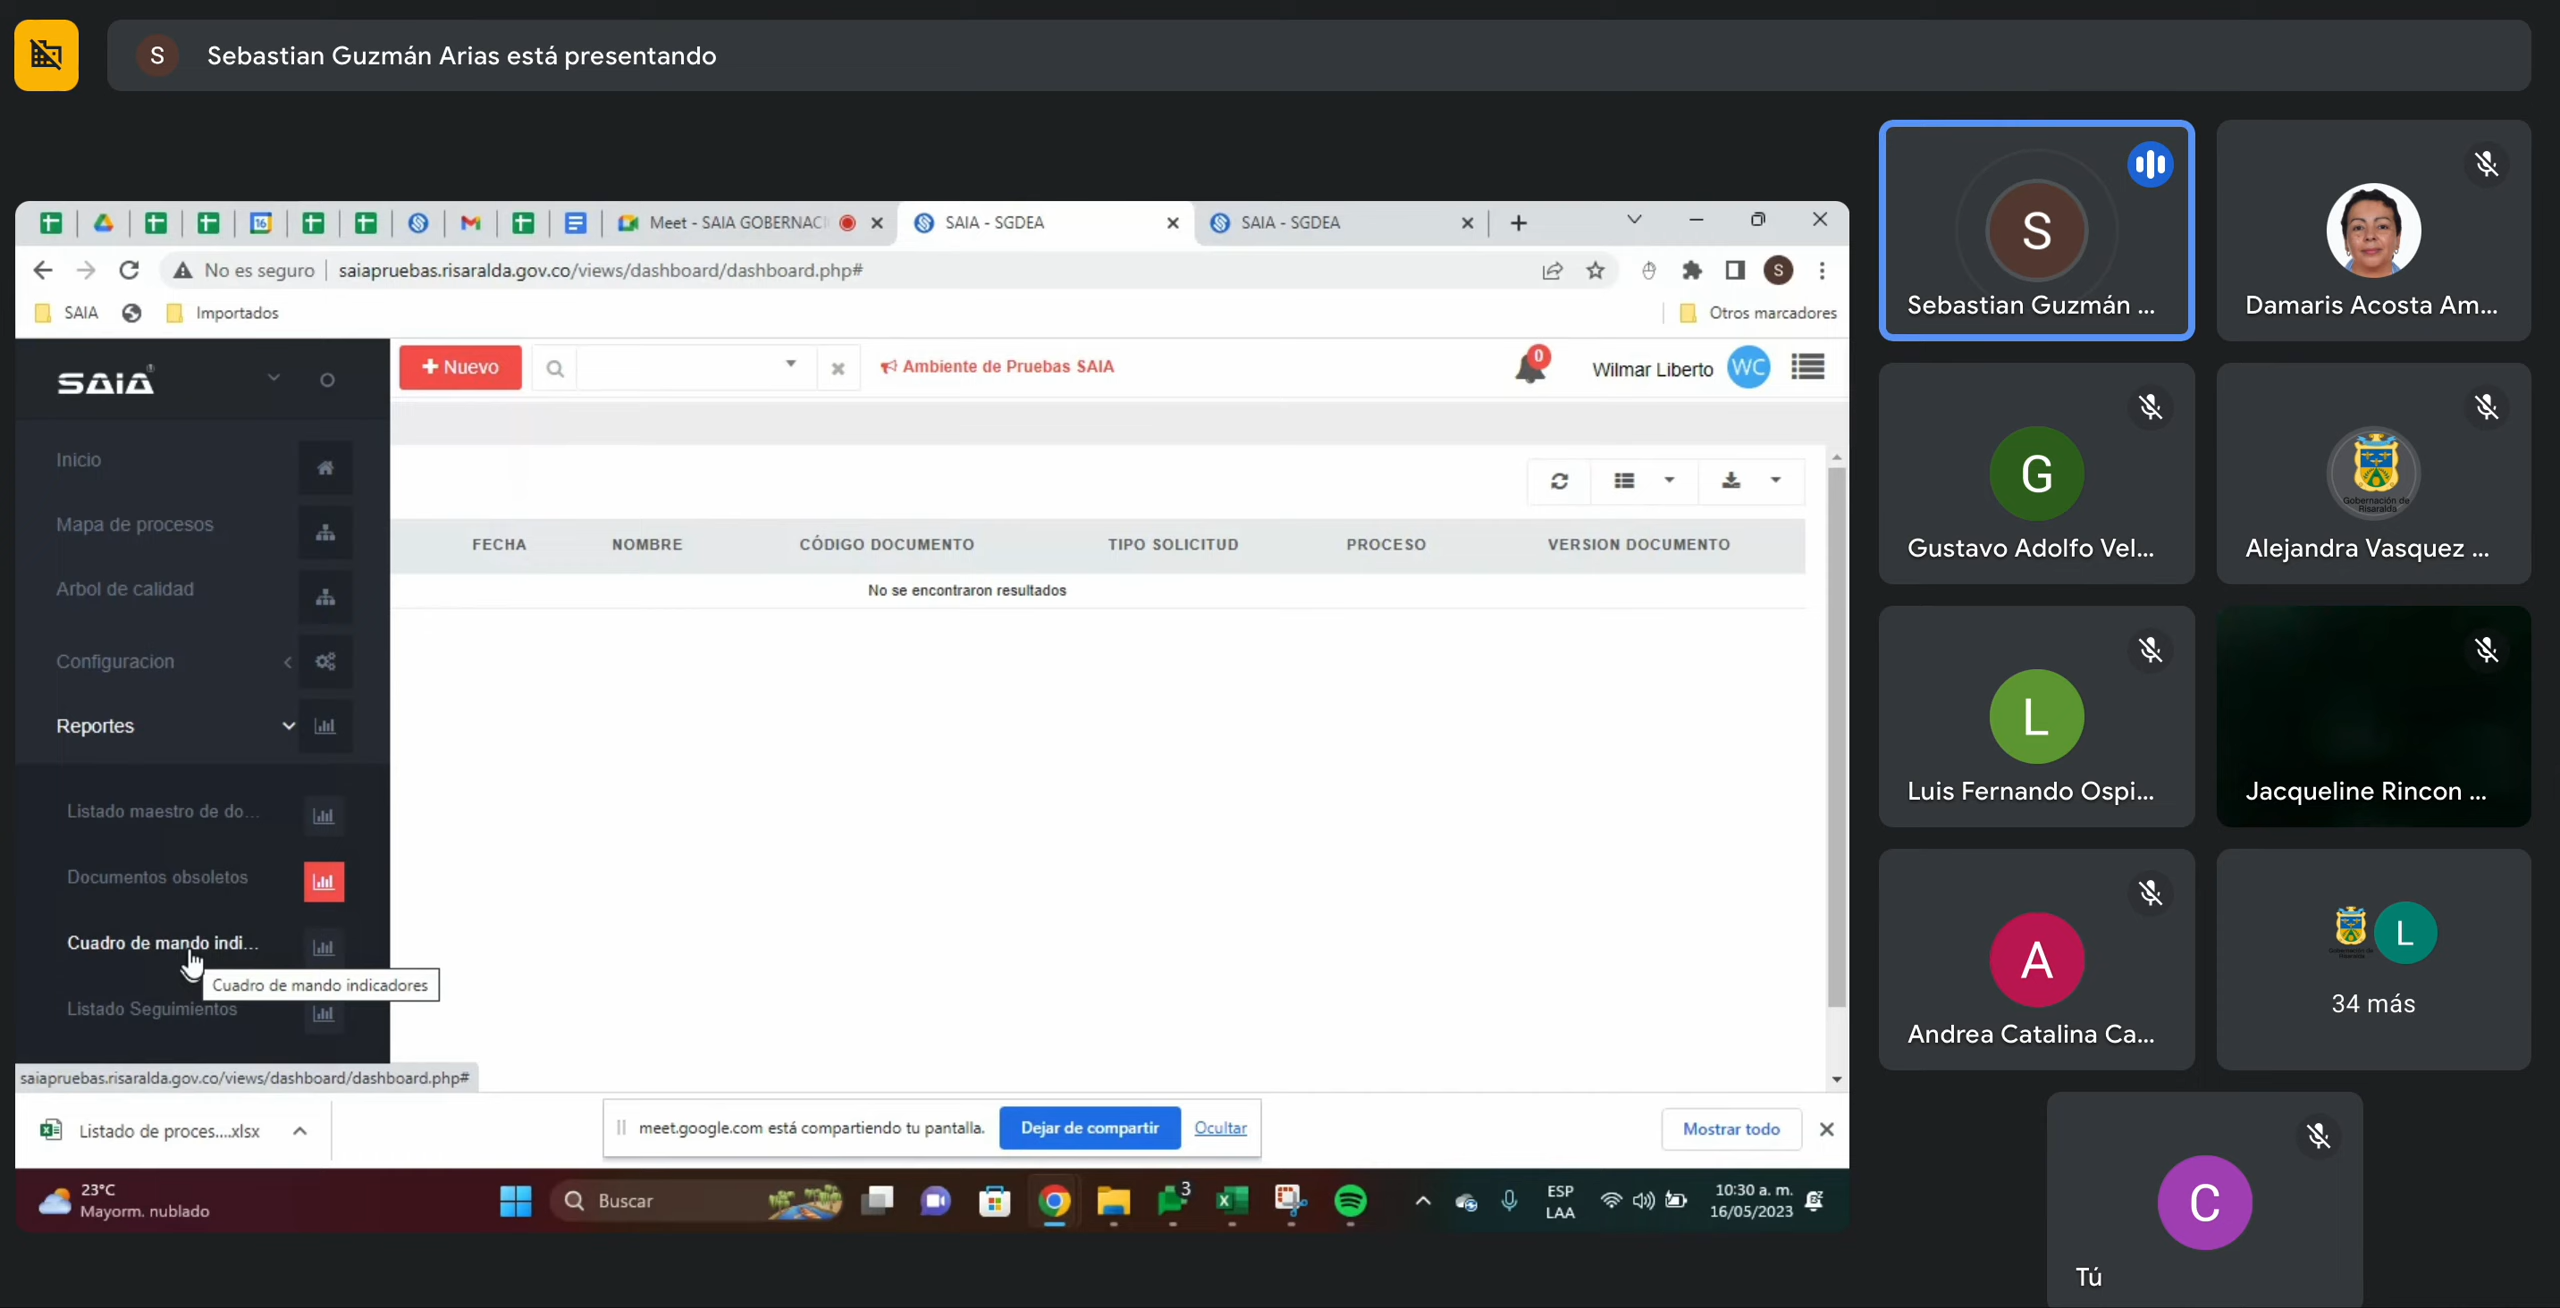 S Sebastian Guzmán Arias está presentando
Meet - SAIA GOBERNACI
SAIA - SGDEA
SAIA - SGDEA
No es seguro
saiapruebas.risaralda.gov.co/views/dashboard/dashboard.php#
S
SAIA
Importados
Otros marcadores
SAIA
+ Nuevo
Ambiente de Pruebas SAIA
0
Wilmar Liberto
WC
Inicio
Mapa de procesos
Arbol de calidad
Configuracion
Reportes
Listado maestro de do...
Documentos obsoletos
Cuadro de mando indi...
Cuadro de mando indicadores
Listado Seguimientos
FECHA NOMBRE CÓDIGO DOCUMENTO TIPO SOLICITUD PROCESO VERSION DOCUMENTO
No se encontraron resultados
saiapruebas.risaralda.gov.co/views/dashboard/dashboard.php#
Listado de proces....xlsx
meet.google.com está compartiendo tu pantalla.
Dejar de compartir
Ocultar
Mostrar todo
23°C
Mayorm. nublado
Buscar
3
ESP
LAA
10:30 a. m.
16/05/2023
S
Sebastian Guzmán ...
Damaris Acosta Am...
G
Gustavo Adolfo Vel...
Gobernación de
Risaralda
Alejandra Vasquez ...
L
Luis Fernando Ospi...
Jacqueline Rincon ...
A
Andrea Catalina Ca...
L
34 más
C
Tú